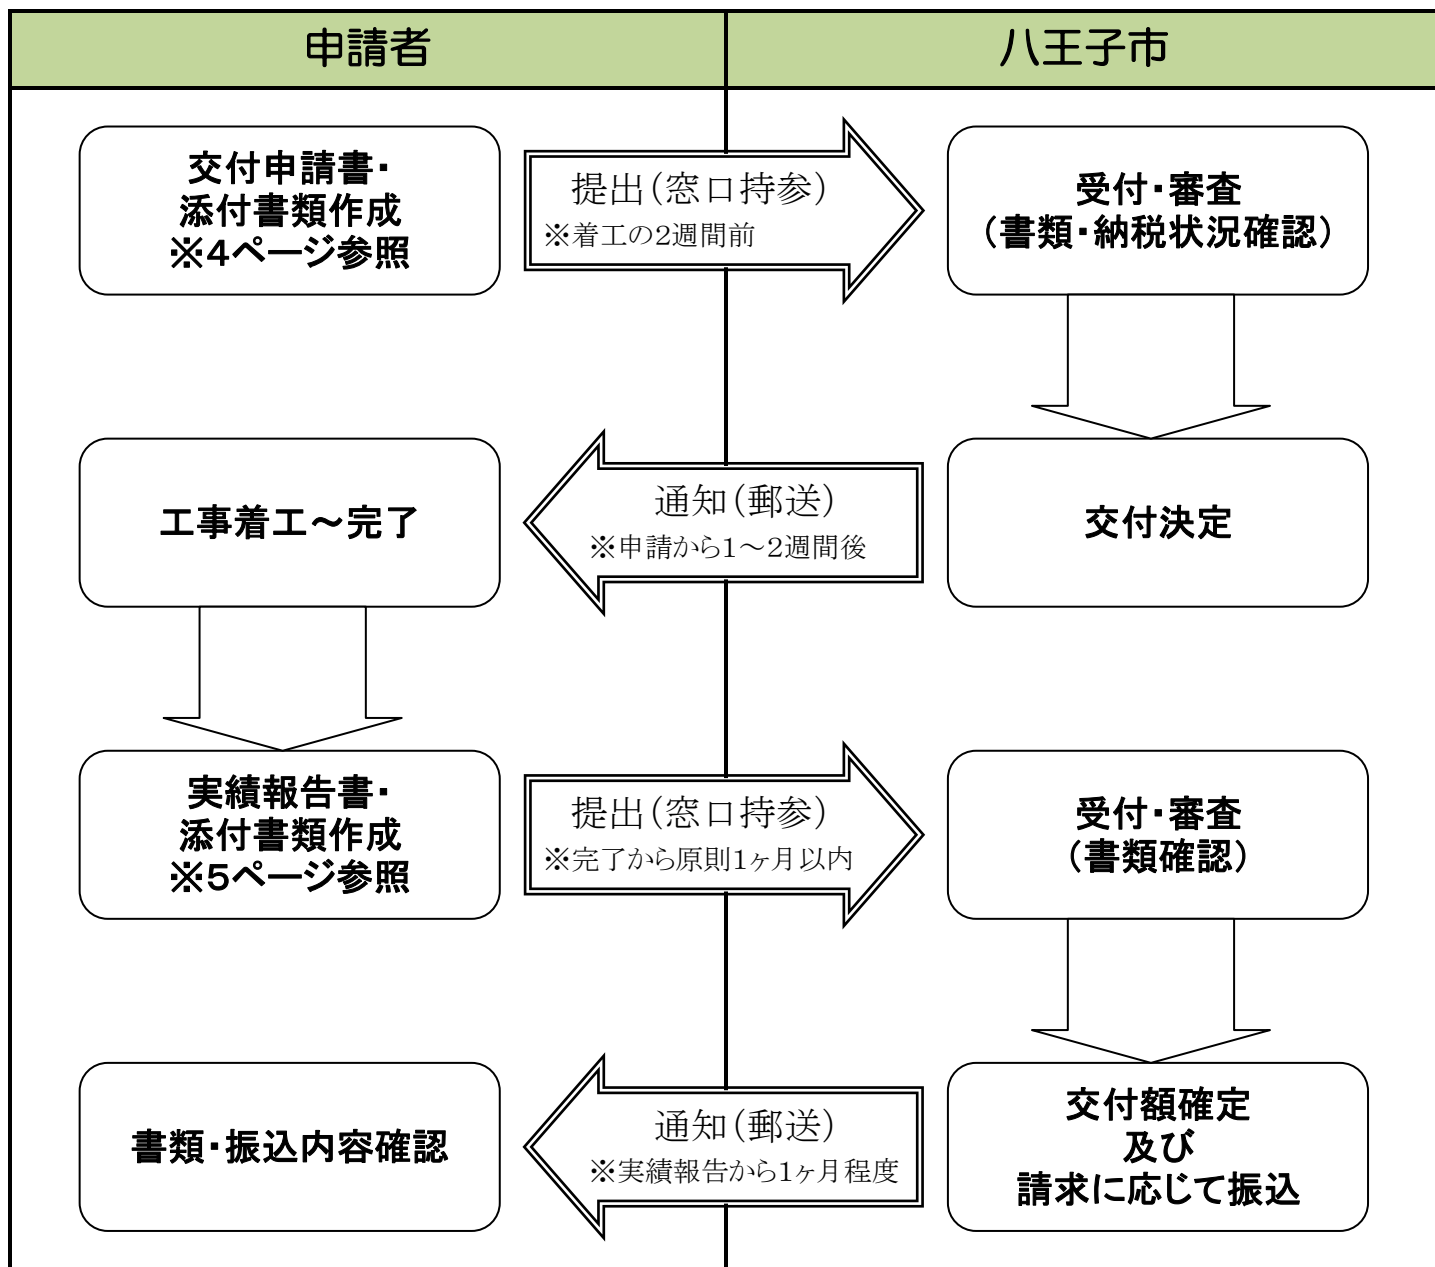 申請者
八王子市
交付申請書・
添付書類作成
※4ページ参照
提出（窓口持参）
※着工の2週間前
受付・審査
（書類・納税状況確認）
工事着工～完了
通知（郵送）
※申請から1～2週間後
交付決定
実績報告書・
添付書類作成
※5ページ参照
提出（窓口持参）
※完了から原則1ヶ月以内
受付・審査
（書類確認）
書類・振込内容確認
通知（郵送）
※実績報告から1ヶ月程度
交付額確定
及び
請求に応じて振込